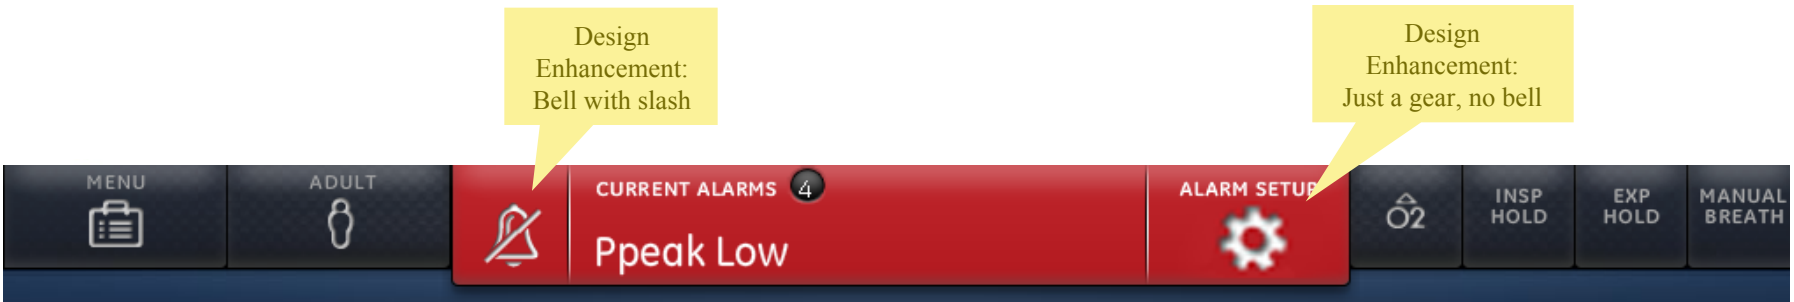 Design
Enhancement:
Bell with slash
Design
Enhancement:
Just a gear, no bell
MENU
ADULT
CURRENT ALARMS 4
Ppeak Low
ALARM SETUP
O2
INSP
HOLD
EXP
HOLD
MANUAL
BREATH